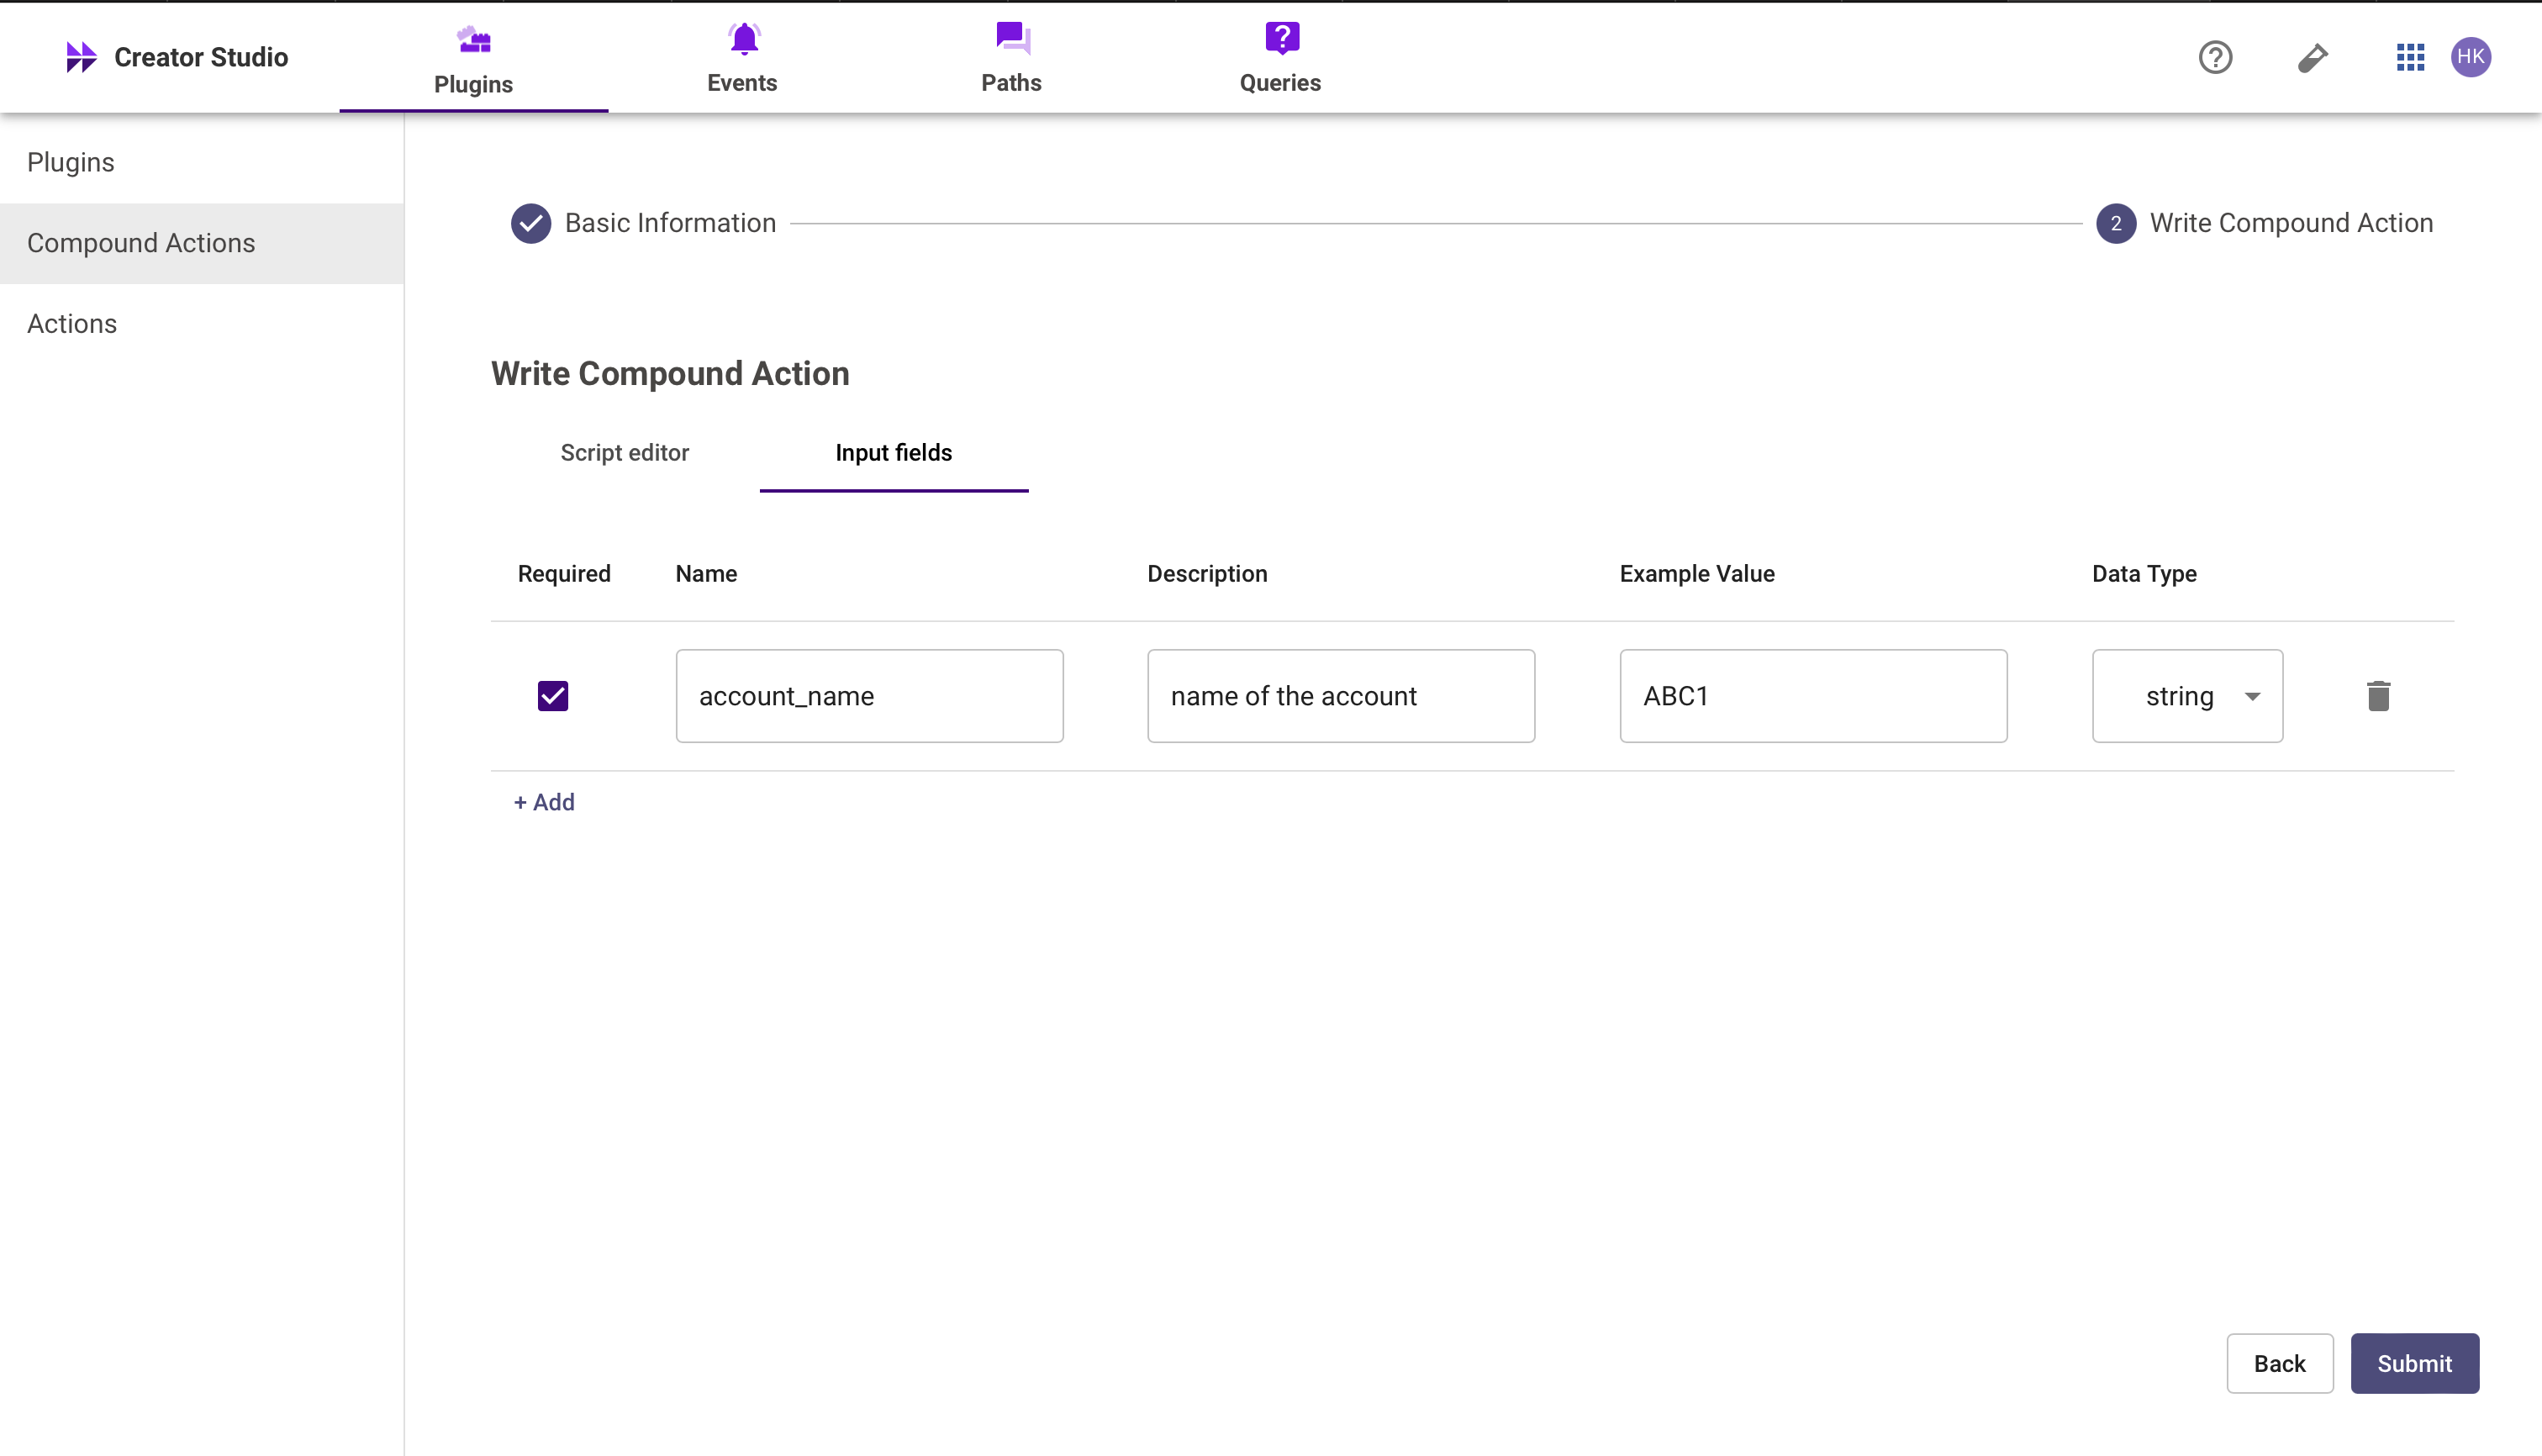 Creator Studio
Plugins
Events
Paths
Queries
?
HK
Plugins
Compound Actions
Actions
Basic Information
2 Write Compound Action
Write Compound Action
Script editor
Input fields
Required Name Description Example Value Data Type
account_name name of the account ABC1 string
+ Add
Back Submit